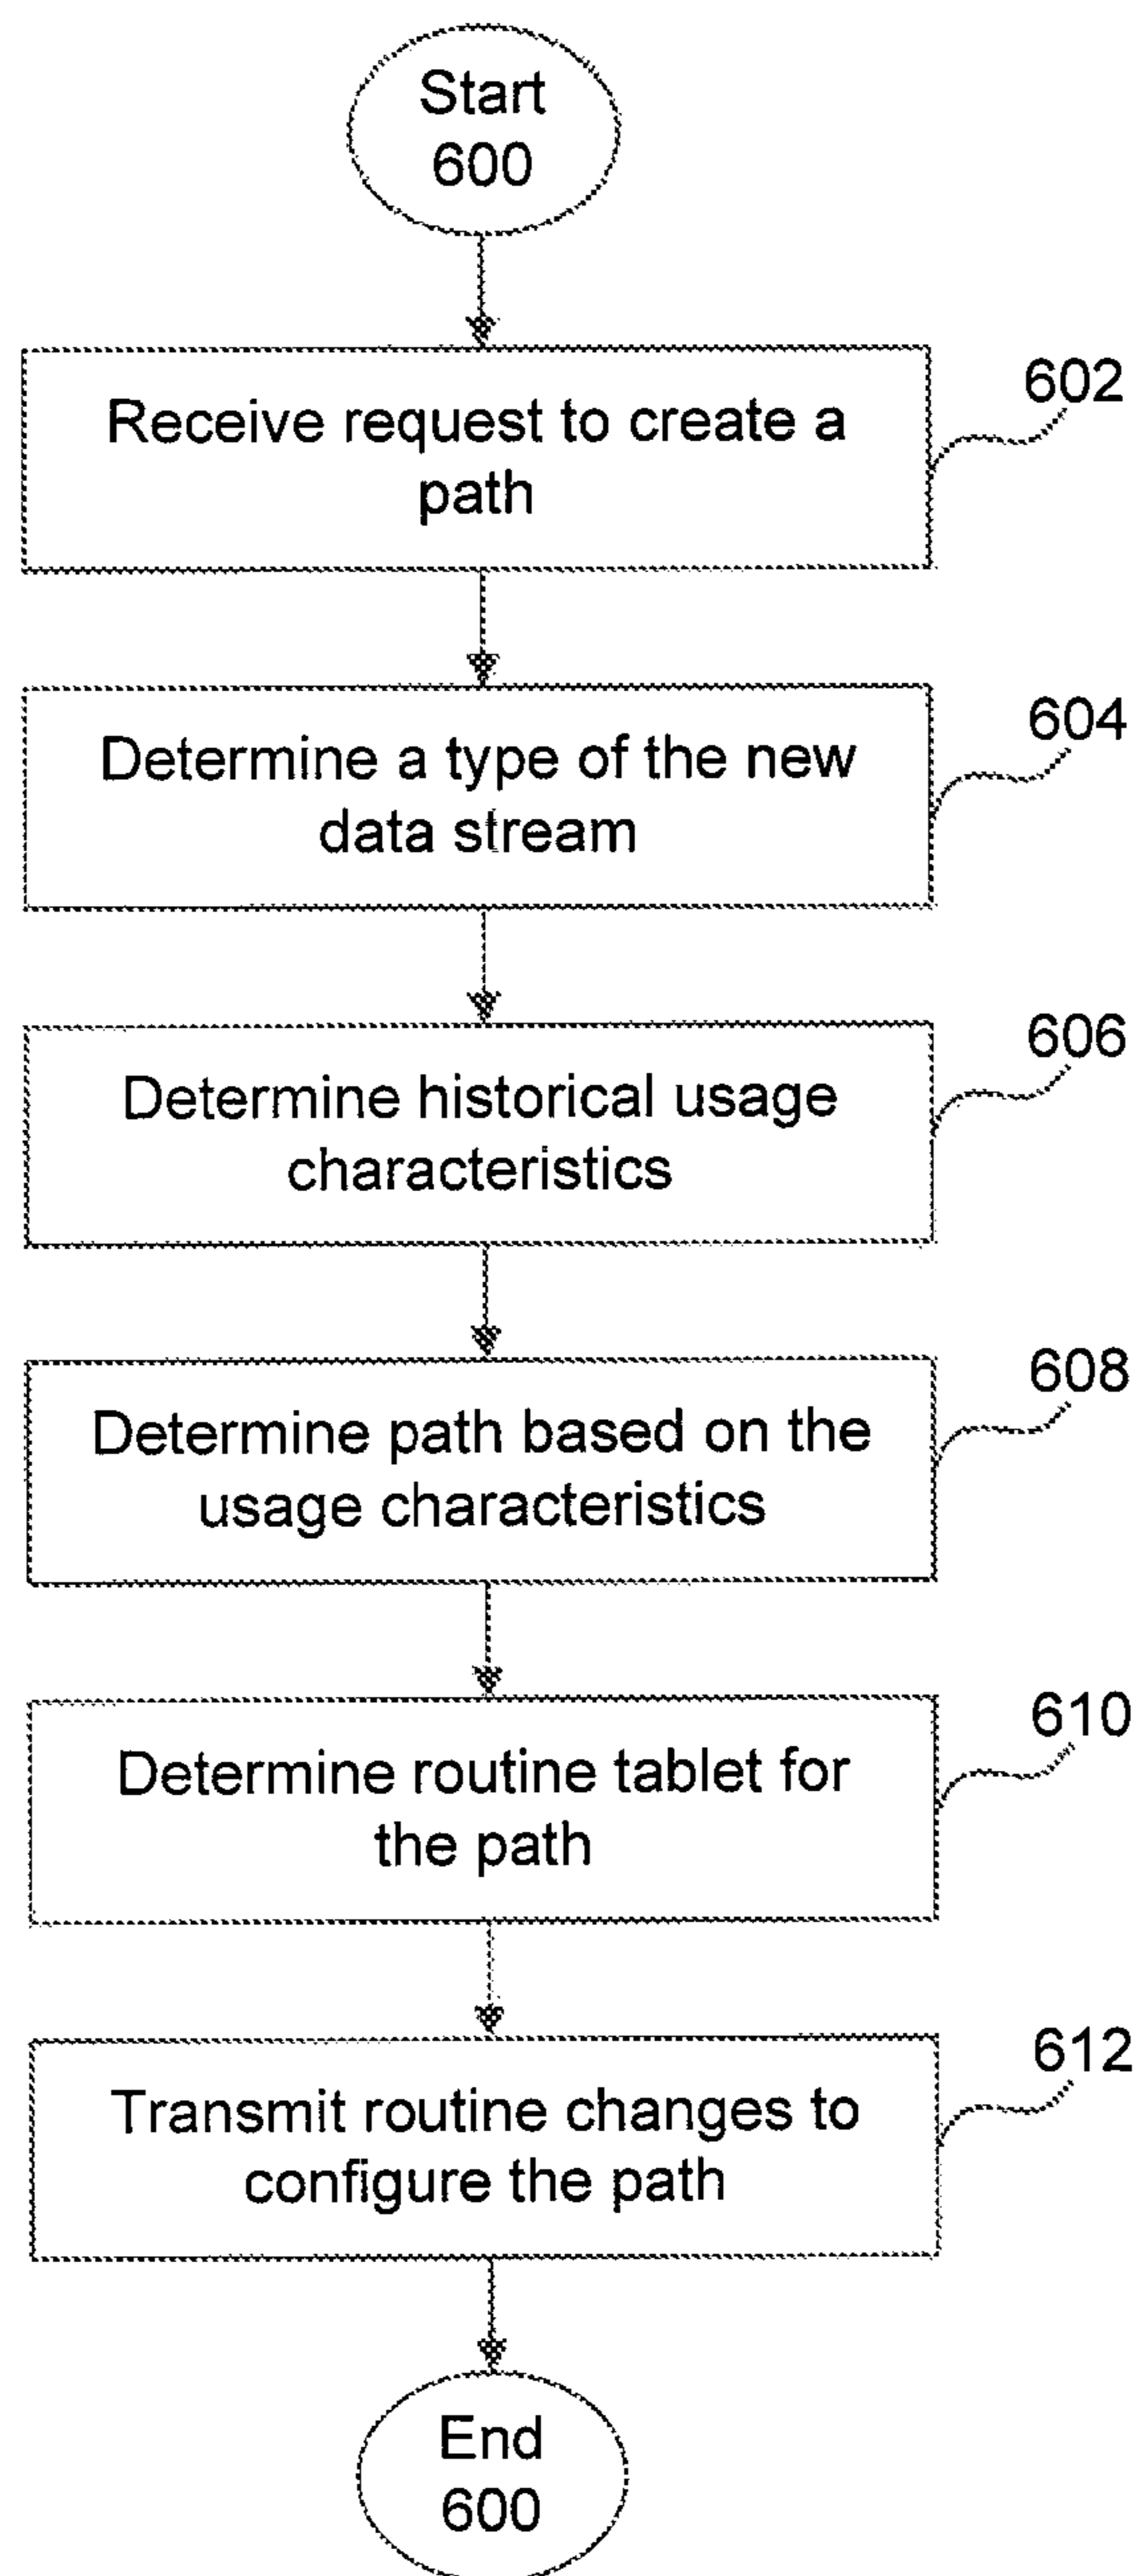 Start
600
Receive request to create a
path
602
Determine a type of the new
data stream
604
Determine historical usage
characteristics
606
Determine path based on the
usage characteristics
608
Determine routine tablet for
the path
610
Transmit routine changes to
configure the path
612
End
600